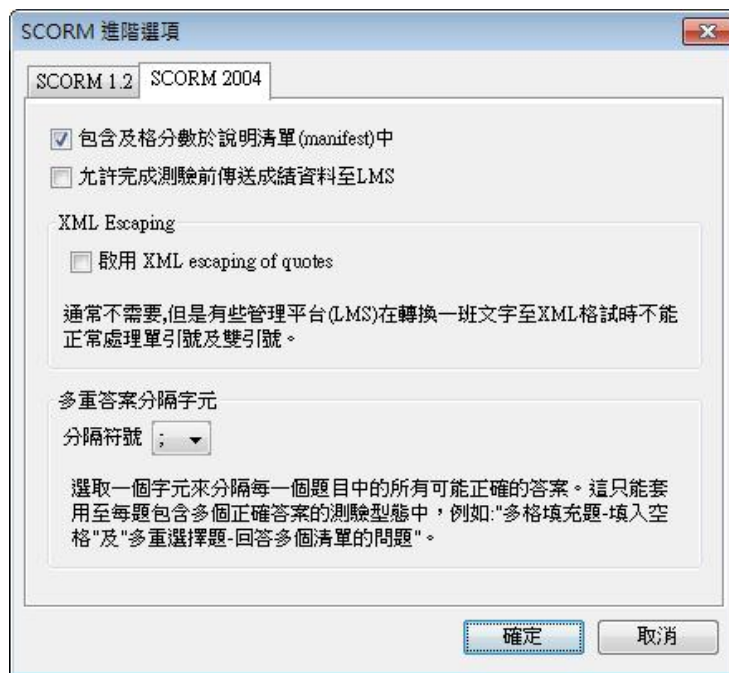 SCORM 進階選項
SCORM 1.2
SCORM 2004
包含及格分數於說明清單(manifest)中
允許完成測驗前傳送成績資料至LMS
XML Escaping
啟用 XML escaping of quotes
通常不需要,但是有些管理平台(LMS)在轉換一班文字至XML格試時不能
正常處理單引號及雙引號。
多重答案分隔字元
分隔符號 ;
選取一個字元來分隔每一個題目中的所有可能正確的答案。這只能套
用至每題包含多個正確答案的測驗型態中，例如:"多格填充題-填入空
格"及"多重選擇題-回答多個清單的問題"。
確定
取消